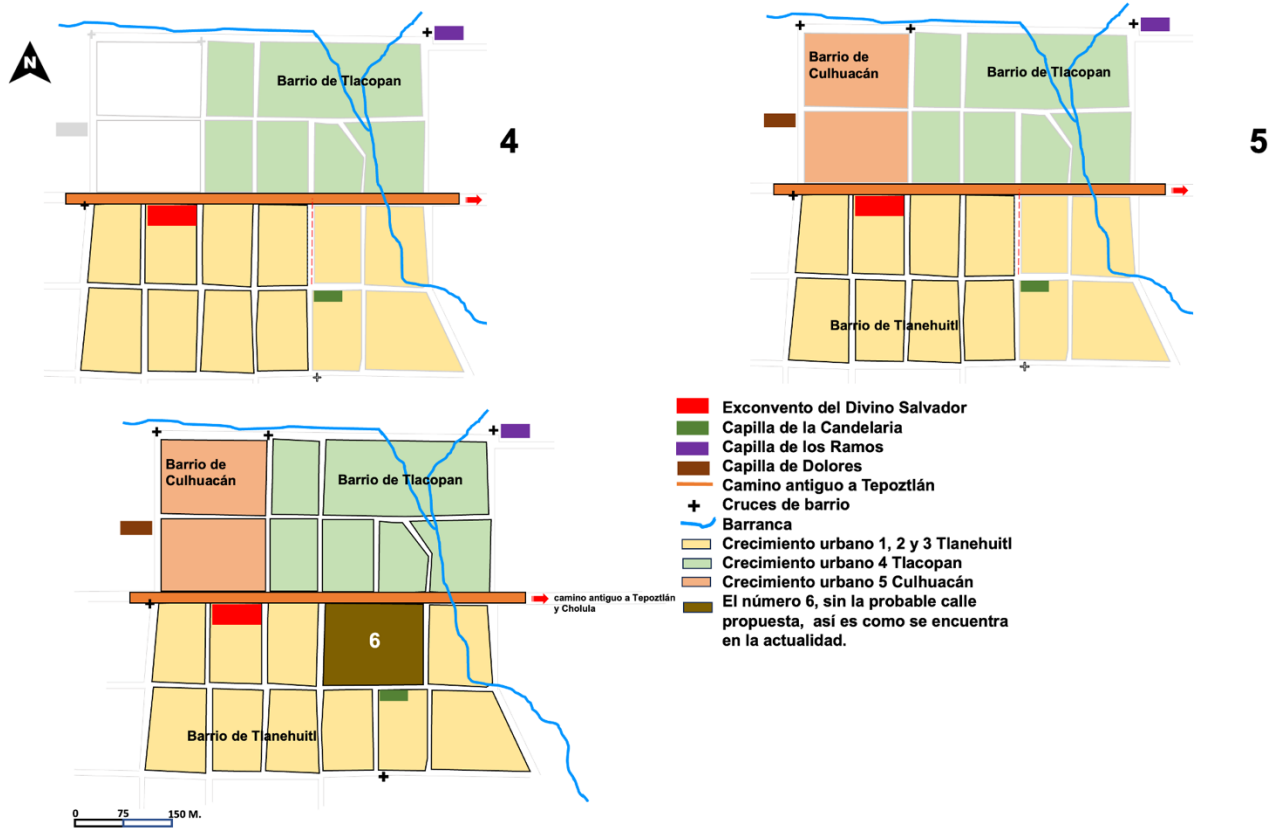 N
Barrio de Tlacopan
4
Barrio de
Culhuacán
Barrio de Tlacopan
5
Barrio de Tlanehuitl
Barrio de
Culhuacán
Barrio de Tlacopan
camino antiguo a Tepoztlán
y Cholula
6
Barrio de Tlanehuitl
0 75 150 M.
Exconvento del Divino Salvador
Capilla de la Candelaria
Capilla de los Ramos
Capilla de Dolores
Camino antiguo a Tepoztlán
Cruces de barrio
Barranca
Crecimiento urbano 1, 2 y 3 Tlanehuitl
Crecimiento urbano 4 Tlacopan
Crecimiento urbano 5 Culhuacán
El número 6, sin la probable calle
propuesta, así es como se encuentra
en la actualidad.